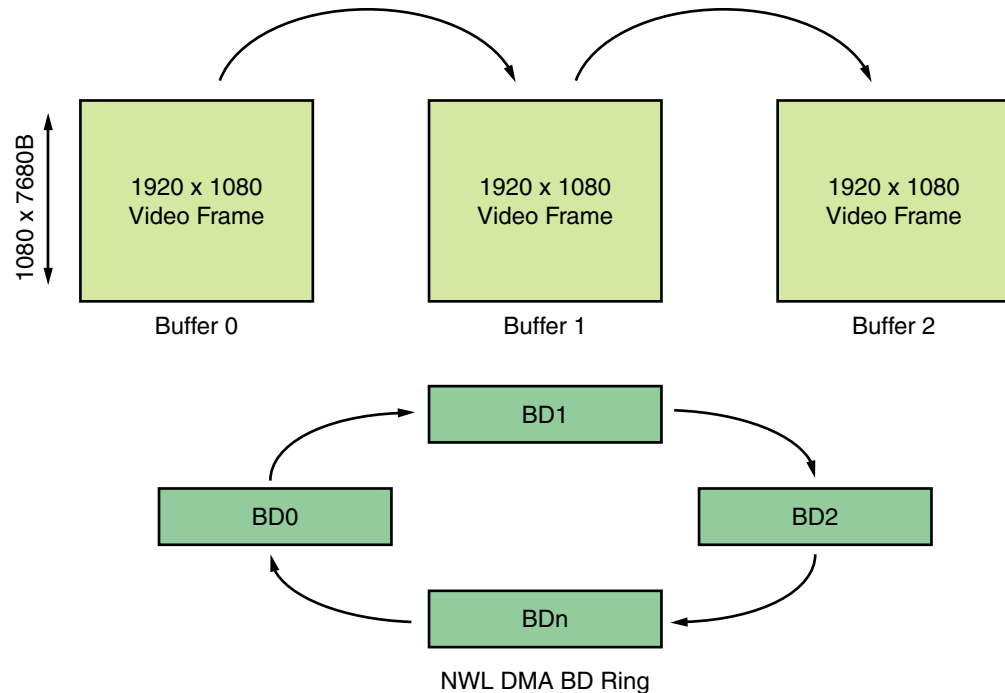 1080 x 7680B
1920 x 1080
Video Frame
1920 x 1080
Video Frame
1920 x 1080
Video Frame
Buffer 0
Buffer 1
Buffer 2
BD1
BD0
BD2
BDn
NWL DMA BD Ring